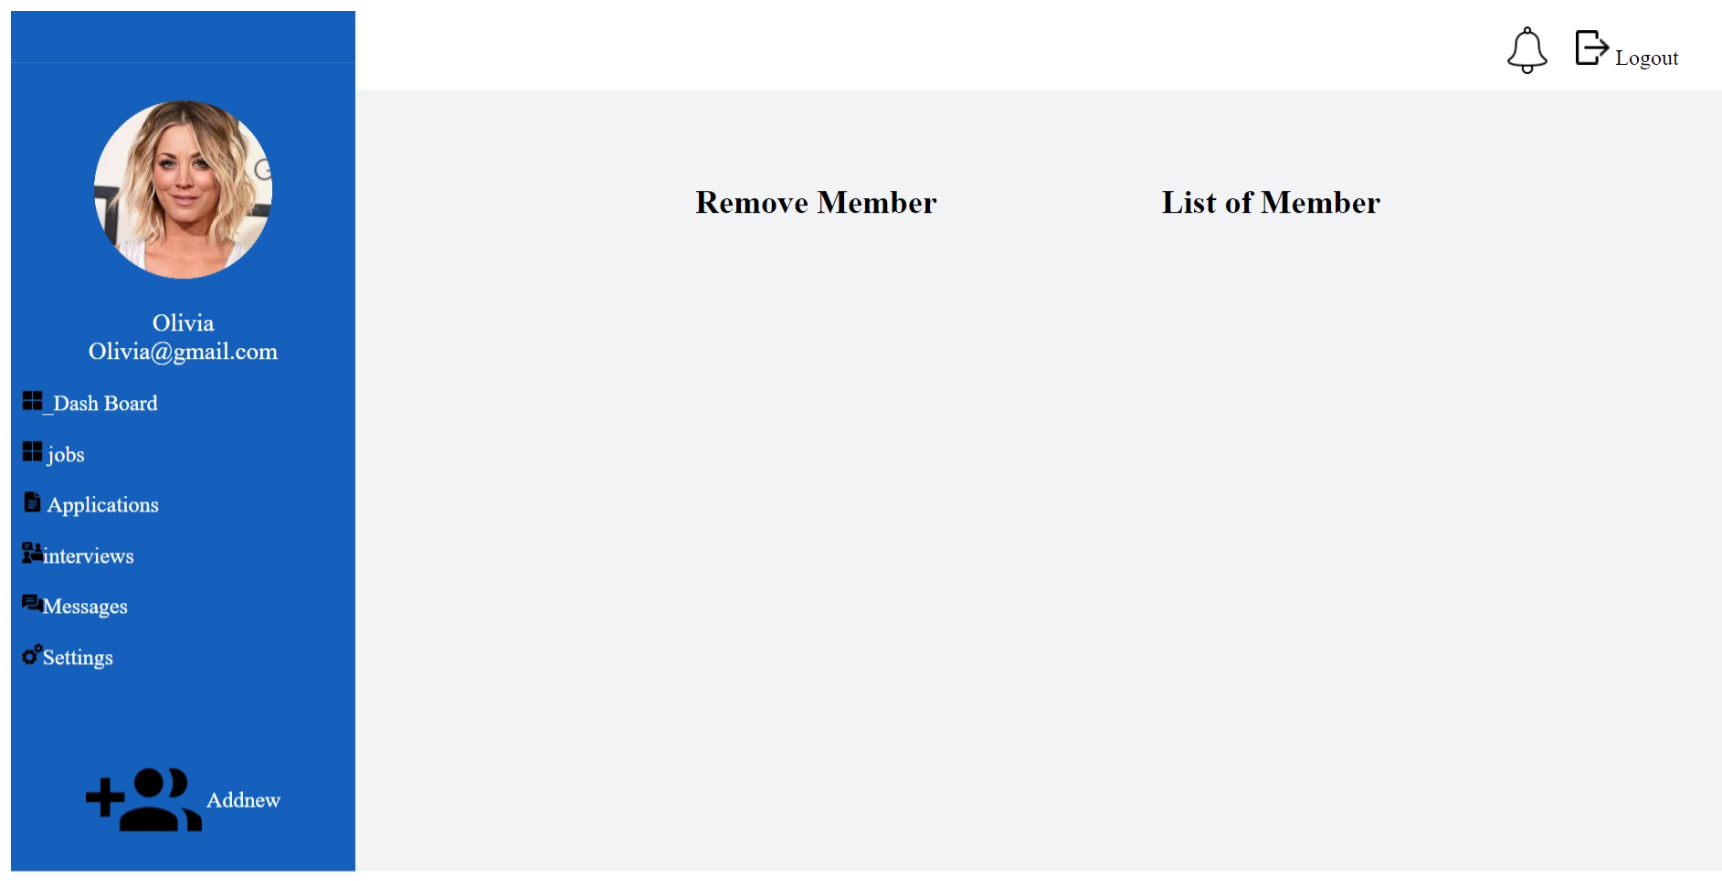 Logout
G
Olivia
Olivia@gmail.com
_Dash Board
jobs
Applications
interviews
Messages
Settings
Addnew
Remove Member
List of Member